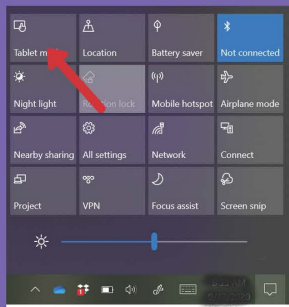 Tablet m
Location
Battery saver
Not connected
Night light
lock
Mobile hotspot
Airplane mode
Nearby sharing
All settings
Network
Connect
Project
VPN
Focus assist
Screen snip